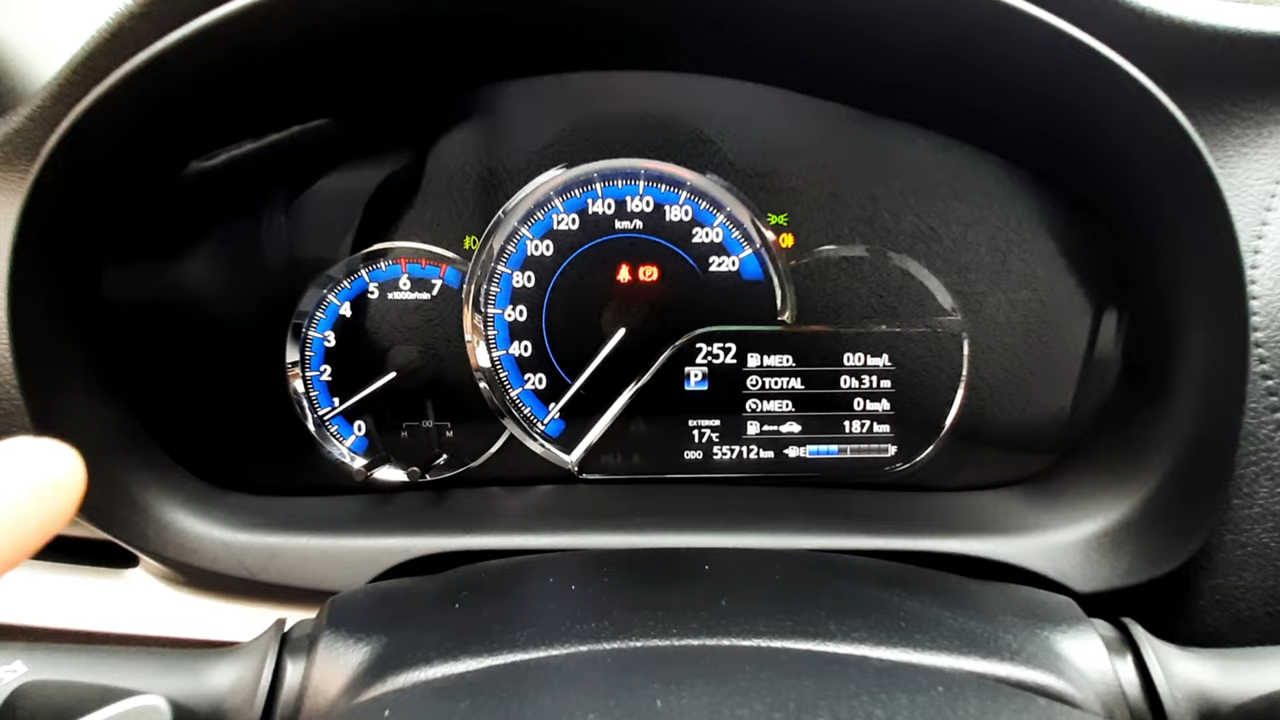 0
1
2
3
4
5
6
7
x1000r/min
H M
0
20
40
60
80
100
120
140
160
180
200
220
km/h
P
2:52
P
EXTERIOR
17°C
ODO 55712 km
MED. 0.0 km/L
TOTAL 0h31m
MED. 0 km/h
187 km
E F